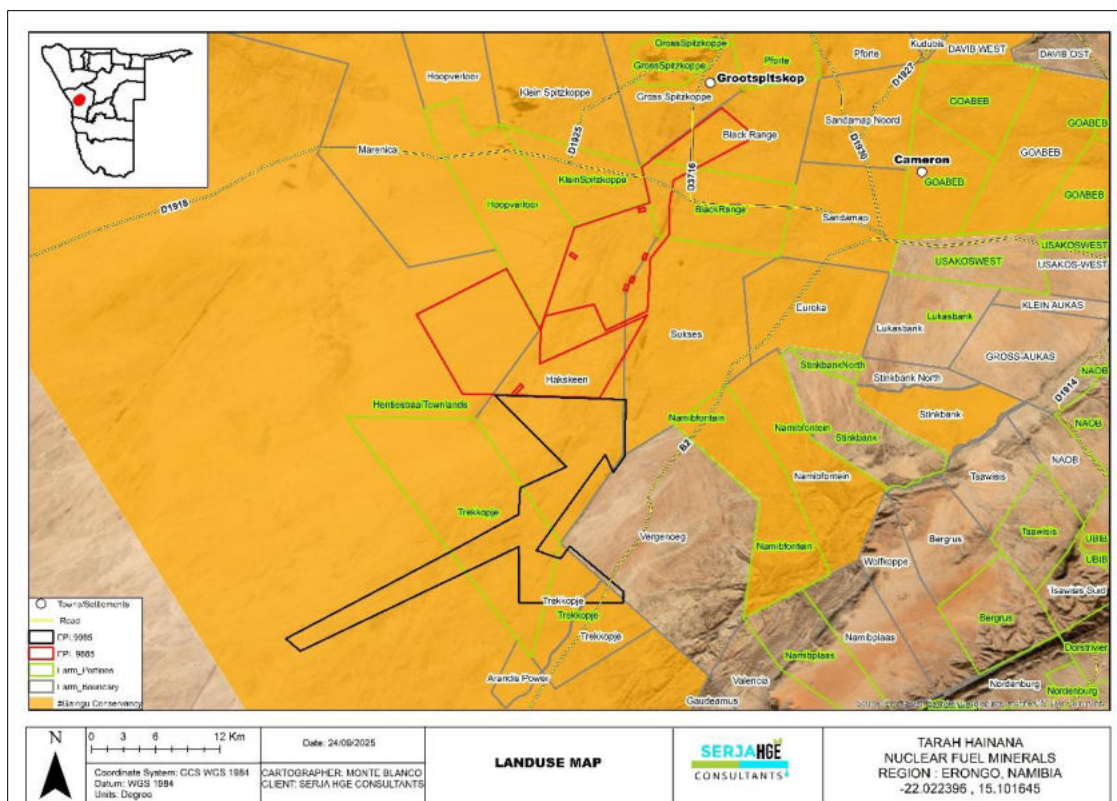 GrossSpitzkoppe
Kudubis
DAVIB WEST
DAVIB OST
Hoopverloor
GrossSpitzkoppe
Pforte
Pforte
D1927
Grootspitskop
Klein Spitzkoppe
Gross Spitzkoppe
GOABEB
Sandamap Noord
GOABEB
D1925
Black Range
D1930
GOABEB
Marenica
Cameron
D3716
GOABEB
KleinSpitzkoppe
GOABEB
D1918
Hoopverloor
BlackRange
Sandamap
USAKOSWEST
USAKOSWEST
USAKOS-WEST
KLEIN AUKAS
Euroka
Lukasbank
Lukasbank
Sukses
GROSS-AUKAS
StinkbankNorth
Stinkbank North
NAOB
Hakskeen
D1914
HentiesbaaiTownlands
Namibfontein
Stinkbank
NAOB
Namibfontein
Stinkbank
B2
NAOB
Tsawisis
Namibfontein
Trekkopje
Tsawisis
Vergenoeg
Bergrus
UBIB
Namibfontein
Wolfkoppe
UBIB
Trekkopje
Tsawisis Suid
Trekkopje
Bergrus
Trekkopje
Namibplaas
Dorstrivier
Namibplaas
Arandis Power
Valencia
Nordenburg
Nordenburg
Gaudeamus
Towns/Settlements
Road
EPL 9985
EPL 9885
Farm_Portions
Farm_Boundary
#Gaingu Conservancy
N
0 3 6 12 Km
Coordinate System: GCS WGS 1984
Datum: WGS 1984
Units: Degree
Date: 24/09/2025
CARTOGRAPHER: MONTE BLANCO
CLIENT: SERJA HGE CONSULTANTS
LANDUSE MAP
SERJA HGE
CONSULTANTS
TARAH HAINANA
NUCLEAR FUEL MINERALS
REGION : ERONGO, NAMIBIA
-22.022396 , 15.101645